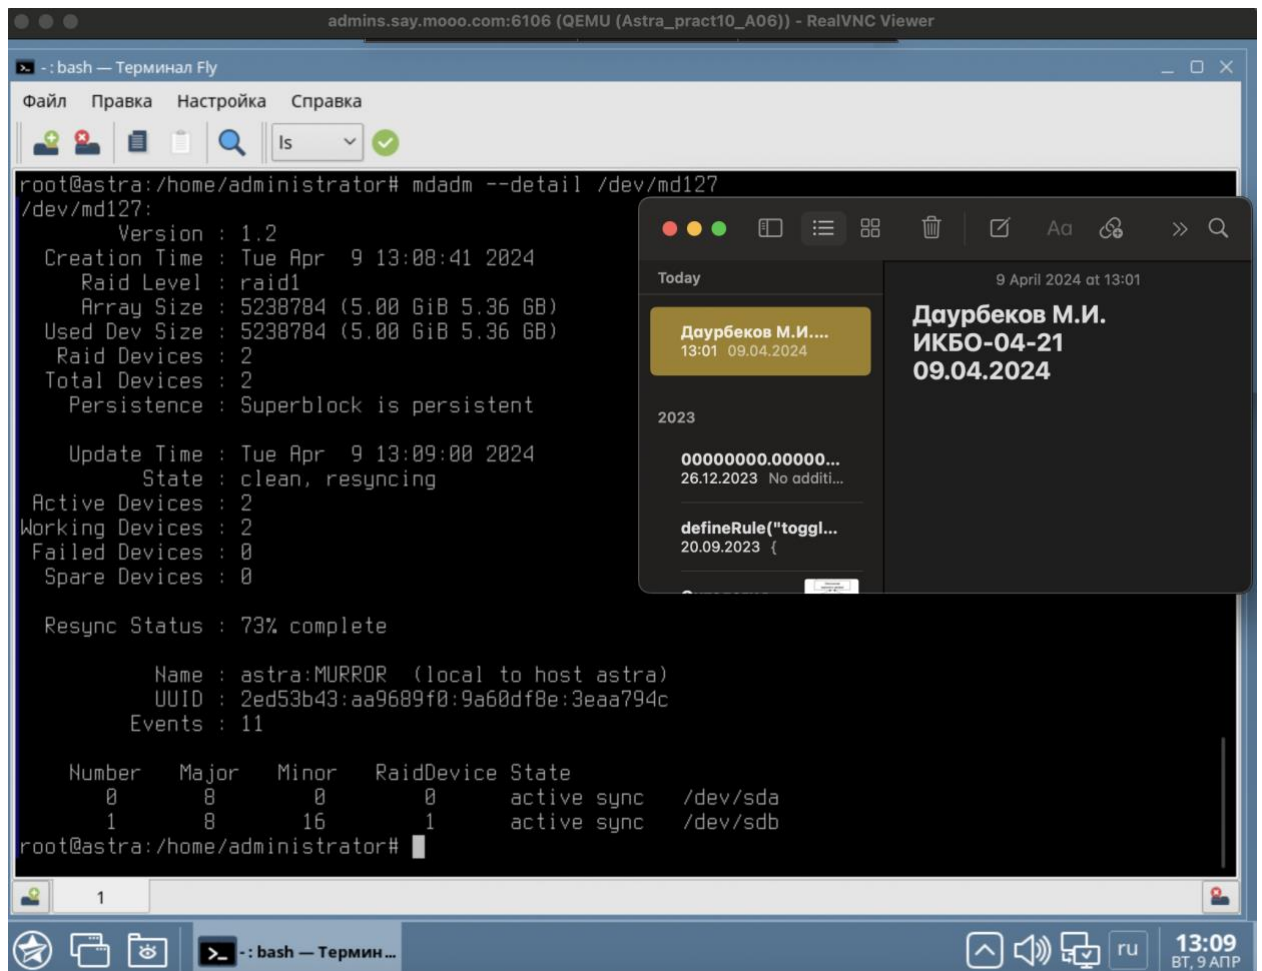 admins.say.mooo.com:6106 (QEMU (Astra_pract10_A06)) - RealVNC Viewer
- : bash — Терминал Fly
Файл Правка Настройка Справка
ls
root@astra:/home/administrator# mdadm --detail /dev/md127
/dev/md127:
Version : 1.2
Creation Time : Tue Apr 9 13:08:41 2024
Raid Level : raid1
Array Size : 5238784 (5.00 GiB 5.36 GB)
Used Dev Size : 5238784 (5.00 GiB 5.36 GB)
Raid Devices : 2
Total Devices : 2
Persistence : Superblock is persistent
Update Time : Tue Apr 9 13:09:00 2024
State : clean, resyncing
Active Devices : 2
Working Devices : 2
Failed Devices : 0
Spare Devices : 0
Resync Status : 73% complete
Name : astra:MURROR (local to host astra)
UUID : 2ed53b43:aa9689f0:9a60df8e:3eaa794c
Events : 11
Number Major Minor RaidDevice State
0 8 0 0 active sync /dev/sda
1 8 16 1 active sync /dev/sdb
root@astra:/home/administrator#
Aa
Today
Даурбеков М.И....
13:01 09.04.2024
2023
00000000.00000...
26.12.2023 No additi...
defineRule("toggl...
20.09.2023 {
9 April 2024 at 13:01
Даурбеков М.И.
ИКБО-04-21
09.04.2024
1
- : bash — Термин...
ru
13:09
ВТ, 9 АПР